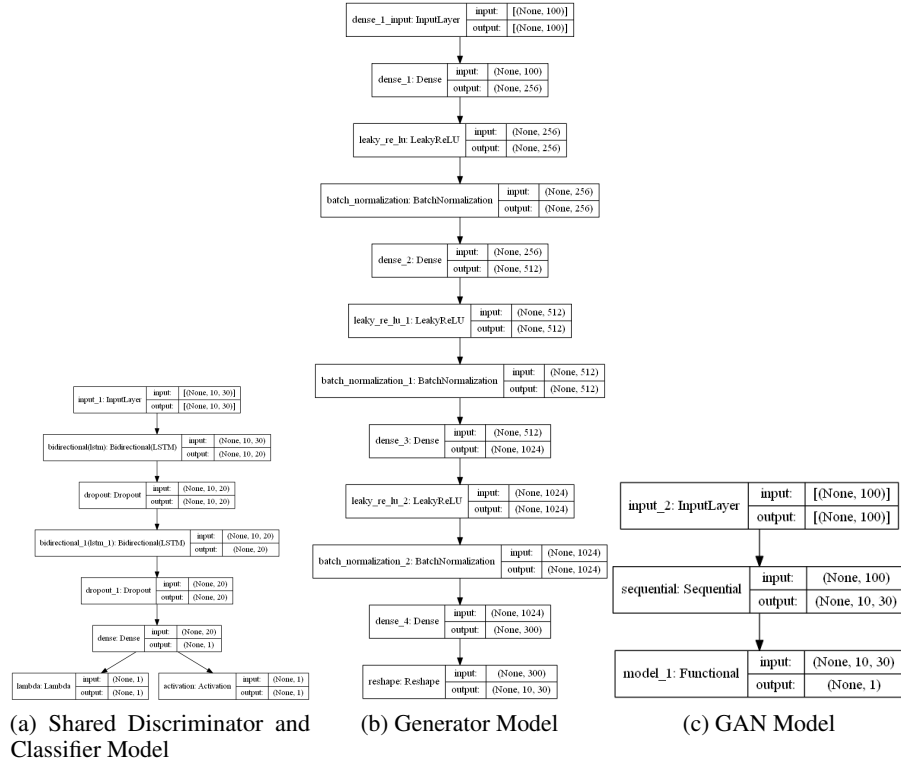 input_1: InputLayer
input:
[(None, 10, 30)]
output:
[(None, 10, 30)]
bidirectional(lstm): Bidirectional(LSTM)
input:
(None, 10, 30)
output:
(None, 10, 20)
dropout: Dropout
input:
(None, 10, 20)
output:
(None, 10, 20)
bidirectional_1(lstm_1): Bidirectional(LSTM)
input:
(None, 10, 20)
output:
(None, 20)
dropout_1: Dropout
input:
(None, 20)
output:
(None, 20)
dense: Dense
input:
(None, 20)
output:
(None, 1)
lambda: Lambda
input:
(None, 1)
output:
(None, 1)
activation: Activation
input:
(None, 1)
output:
(None, 1)
(a) Shared Discriminator and
Classifier Model
dense_1_input: InputLayer
input:
[(None, 100)]
output:
[(None, 100)]
dense_1: Dense
input:
(None, 100)
output:
(None, 256)
leaky_re_lu: LeakyReLU
input:
(None, 256)
output:
(None, 256)
batch_normalization: BatchNormalization
input:
(None, 256)
output:
(None, 256)
dense_2: Dense
input:
(None, 256)
output:
(None, 512)
leaky_re_lu_1: LeakyReLU
input:
(None, 512)
output:
(None, 512)
batch_normalization_1: BatchNormalization
input:
(None, 512)
output:
(None, 512)
dense_3: Dense
input:
(None, 512)
output:
(None, 1024)
leaky_re_lu_2: LeakyReLU
input:
(None, 1024)
output:
(None, 1024)
batch_normalization_2: BatchNormalization
input:
(None, 1024)
output:
(None, 1024)
dense_4: Dense
input:
(None, 1024)
output:
(None, 300)
reshape: Reshape
input:
(None, 300)
output:
(None, 10, 30)
(b) Generator Model
input_2: InputLayer
input:
[(None, 100)]
output:
[(None, 100)]
sequential: Sequential
input:
(None, 100)
output:
(None, 10, 30)
model_1: Functional
input:
(None, 10, 30)
output:
(None, 1)
(c) GAN Model